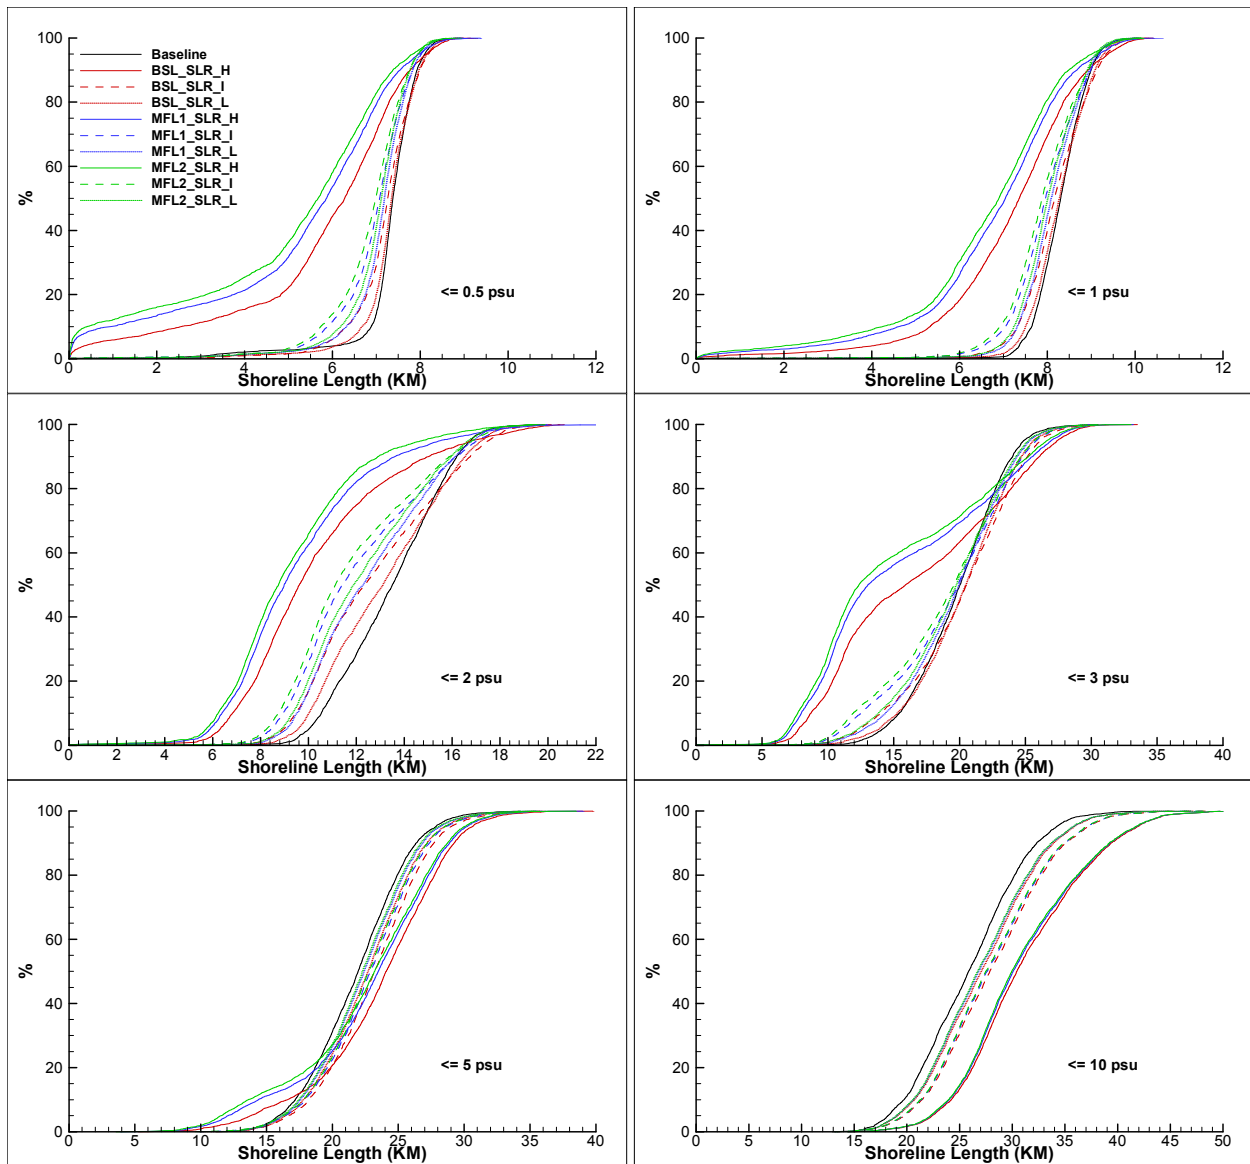 100
80
60
40
20
0
%
Baseline
BSL_SLR_H
BSL_SLR_I
BSL_SLR_L
MFL1_SLR_H
MFL1_SLR_I
MFL1_SLR_L
MFL2_SLR_H
MFL2_SLR_I
MFL2_SLR_L
<= 0.5 psu
0 2 4 6 8 10 12
Shoreline Length (KM)
100
80
60
40
20
0
%
<= 1 psu
0 2 4 6 8 10 12
Shoreline Length (KM)
100
80
60
40
20
0
%
<= 2 psu
0 2 4 6 8 10 12 14 16 18 20 22
Shoreline Length (KM)
100
80
60
40
20
0
%
<= 3 psu
0 5 10 15 20 25 30 35 40
Shoreline Length (KM)
100
80
60
40
20
0
%
<= 5 psu
0 5 10 15 20 25 30 35 40
Shoreline Length (KM)
100
80
60
40
20
0
%
<= 10 psu
0 5 10 15 20 25 30 35 40 45 50
Shoreline Length (KM)